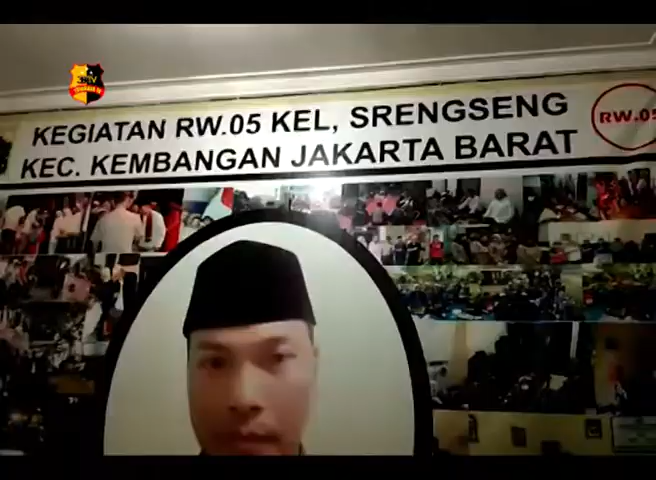 KEGIATAN RW.05 KEL, SRENGSENG
KEC. KEMBANGAN JAKARTA BARAT
RW.05